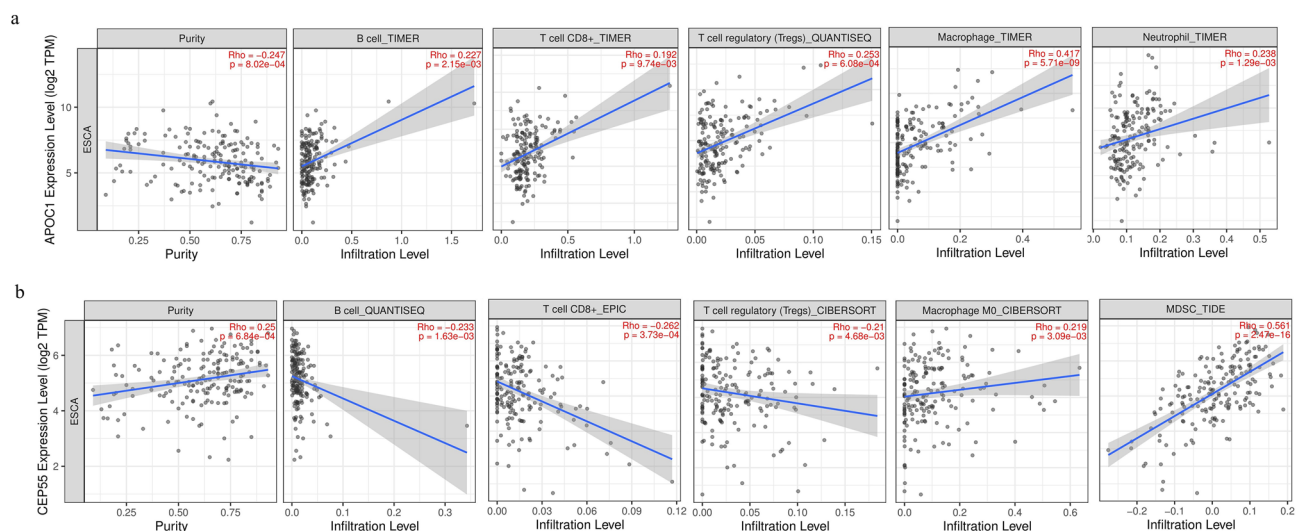 a
Purity
B cell_TIMER
T cell CD8+_TIMER
T cell regulatory (Tregs)_QUANTISEQ
Macrophage_TIMER
Neutrophil_TIMER
Rho = −0.247
p = 8.02e−04
Rho = 0.227
p = 2.15e−03
Rho = 0.192
p = 9.74e−03
Rho = 0.253
p = 6.08e−04
Rho = 0.417
p = 5.71e−09
Rho = 0.238
p = 1.29e−03
APOC1 Expression Level (log2 TPM)
ESCA
10
5
0.25 0.50 0.75
0.0 0.5 1.0 1.5
0.0 0.5 1.0
0.00 0.05 0.10 0.15
0.0 0.2 0.4
0.0 0.1 0.2 0.3 0.4 0.5
Purity
Infiltration Level
Infiltration Level
Infiltration Level
Infiltration Level
Infiltration Level
b
Purity
B cell_QUANTISEQ
T cell CD8+_EPIC
T cell regulatory (Tregs)_CIBERSORT
Macrophage M0_CIBERSORT
MDSC_TIDE
Rho = 0.25
p = 6.84e−04
Rho = −0.233
p = 1.63e−03
Rho = −0.262
p = 3.73e−04
Rho = −0.21
p = 4.68e−03
Rho = 0.219
p = 3.09e−03
Rho = 0.561
p = 2.47e−16
CEP55 Expression Level (log2 TPM)
ESCA
6
4
2
0.00 0.25 0.50 0.75
0.0 0.1 0.2 0.3
0.00 0.03 0.06 0.09 0.12
0.00 0.05 0.10 0.15
0.0 0.2 0.4 0.6
−0.2 −0.1 0.0 0.1 0.2
Purity
Infiltration Level
Infiltration Level
Infiltration Level
Infiltration Level
Infiltration Level